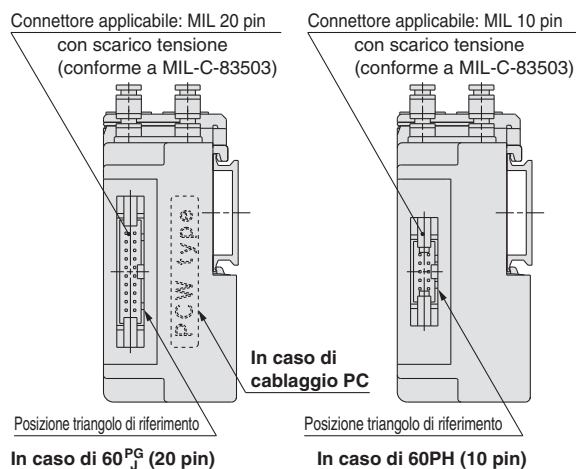 Connettore applicabile: MIL 20 pin
con scarico tensione
(conforme a MIL-C-83503)
Connettore applicabile: MIL 10 pin
con scarico tensione
(conforme a MIL-C-83503)
PCW type
In caso di
cablaggio PC
Posizione triangolo di riferimento
In caso di 60PG/J (20 pin)
Posizione triangolo di riferimento
In caso di 60PH (10 pin)